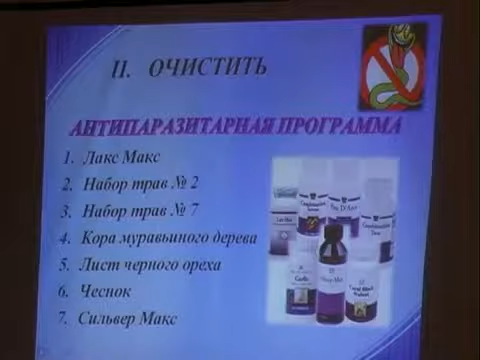 II. ОЧИСТИТЬ
АНТИПАРАЗИТАРНАЯ ПРОГРАММА
1. Лакс Макс
2. Набор трав № 2
3. Набор трав № 7
4. Кора муравьиного дерева
5. Лист черного ореха
6. Чеснок
7. Сильвер Макс